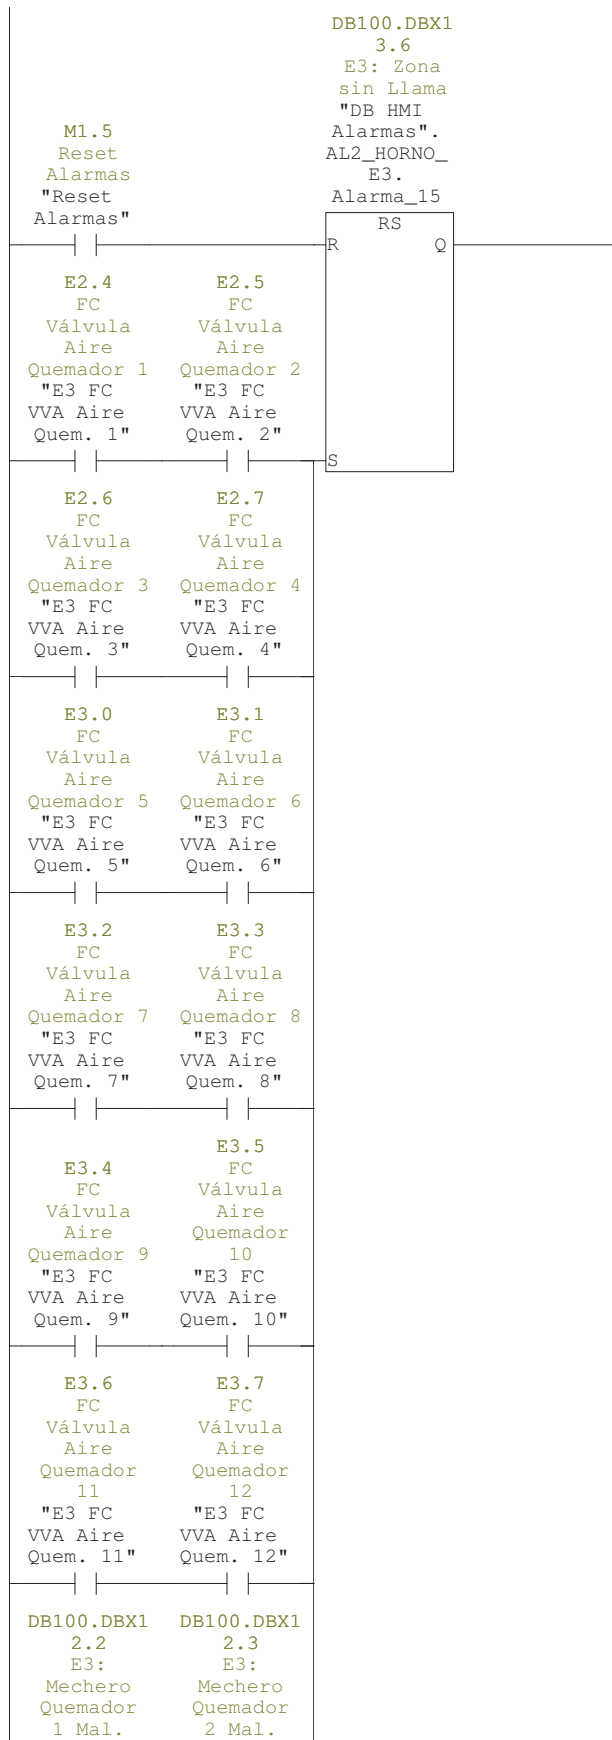 DB100.DBX1
3.6
E3: Zona
sin Llama
"DB HMI
Alarmas".
AL2_HORNO_
E3.
Alarma_15
M1.5
Reset
Alarmas
"Reset
Alarmas"
RS
R Q
E2.4
FC
Válvula
Aire
Quemador 1
"E3 FC
VVA Aire
Quem. 1"
E2.5
FC
Válvula
Aire
Quemador 2
"E3 FC
VVA Aire
Quem. 2"
S
E2.6
FC
Válvula
Aire
Quemador 3
"E3 FC
VVA Aire
Quem. 3"
E2.7
FC
Válvula
Aire
Quemador 4
"E3 FC
VVA Aire
Quem. 4"
E3.0
FC
Válvula
Aire
Quemador 5
"E3 FC
VVA Aire
Quem. 5"
E3.1
FC
Válvula
Aire
Quemador 6
"E3 FC
VVA Aire
Quem. 6"
E3.2
FC
Válvula
Aire
Quemador 7
"E3 FC
VVA Aire
Quem. 7"
E3.3
FC
Válvula
Aire
Quemador 8
"E3 FC
VVA Aire
Quem. 8"
E3.4
FC
Válvula
Aire
Quemador 9
"E3 FC
VVA Aire
Quem. 9"
E3.5
FC
Válvula
Aire
Quemador
10
"E3 FC
VVA Aire
Quem. 10"
E3.6
FC
Válvula
Aire
Quemador
11
"E3 FC
VVA Aire
Quem. 11"
E3.7
FC
Válvula
Aire
Quemador
12
"E3 FC
VVA Aire
Quem. 12"
DB100.DBX1
2.2
E3:
Mechero
Quemador
1 Mal.
DB100.DBX1
2.3
E3:
Mechero
Quemador
2 Mal.